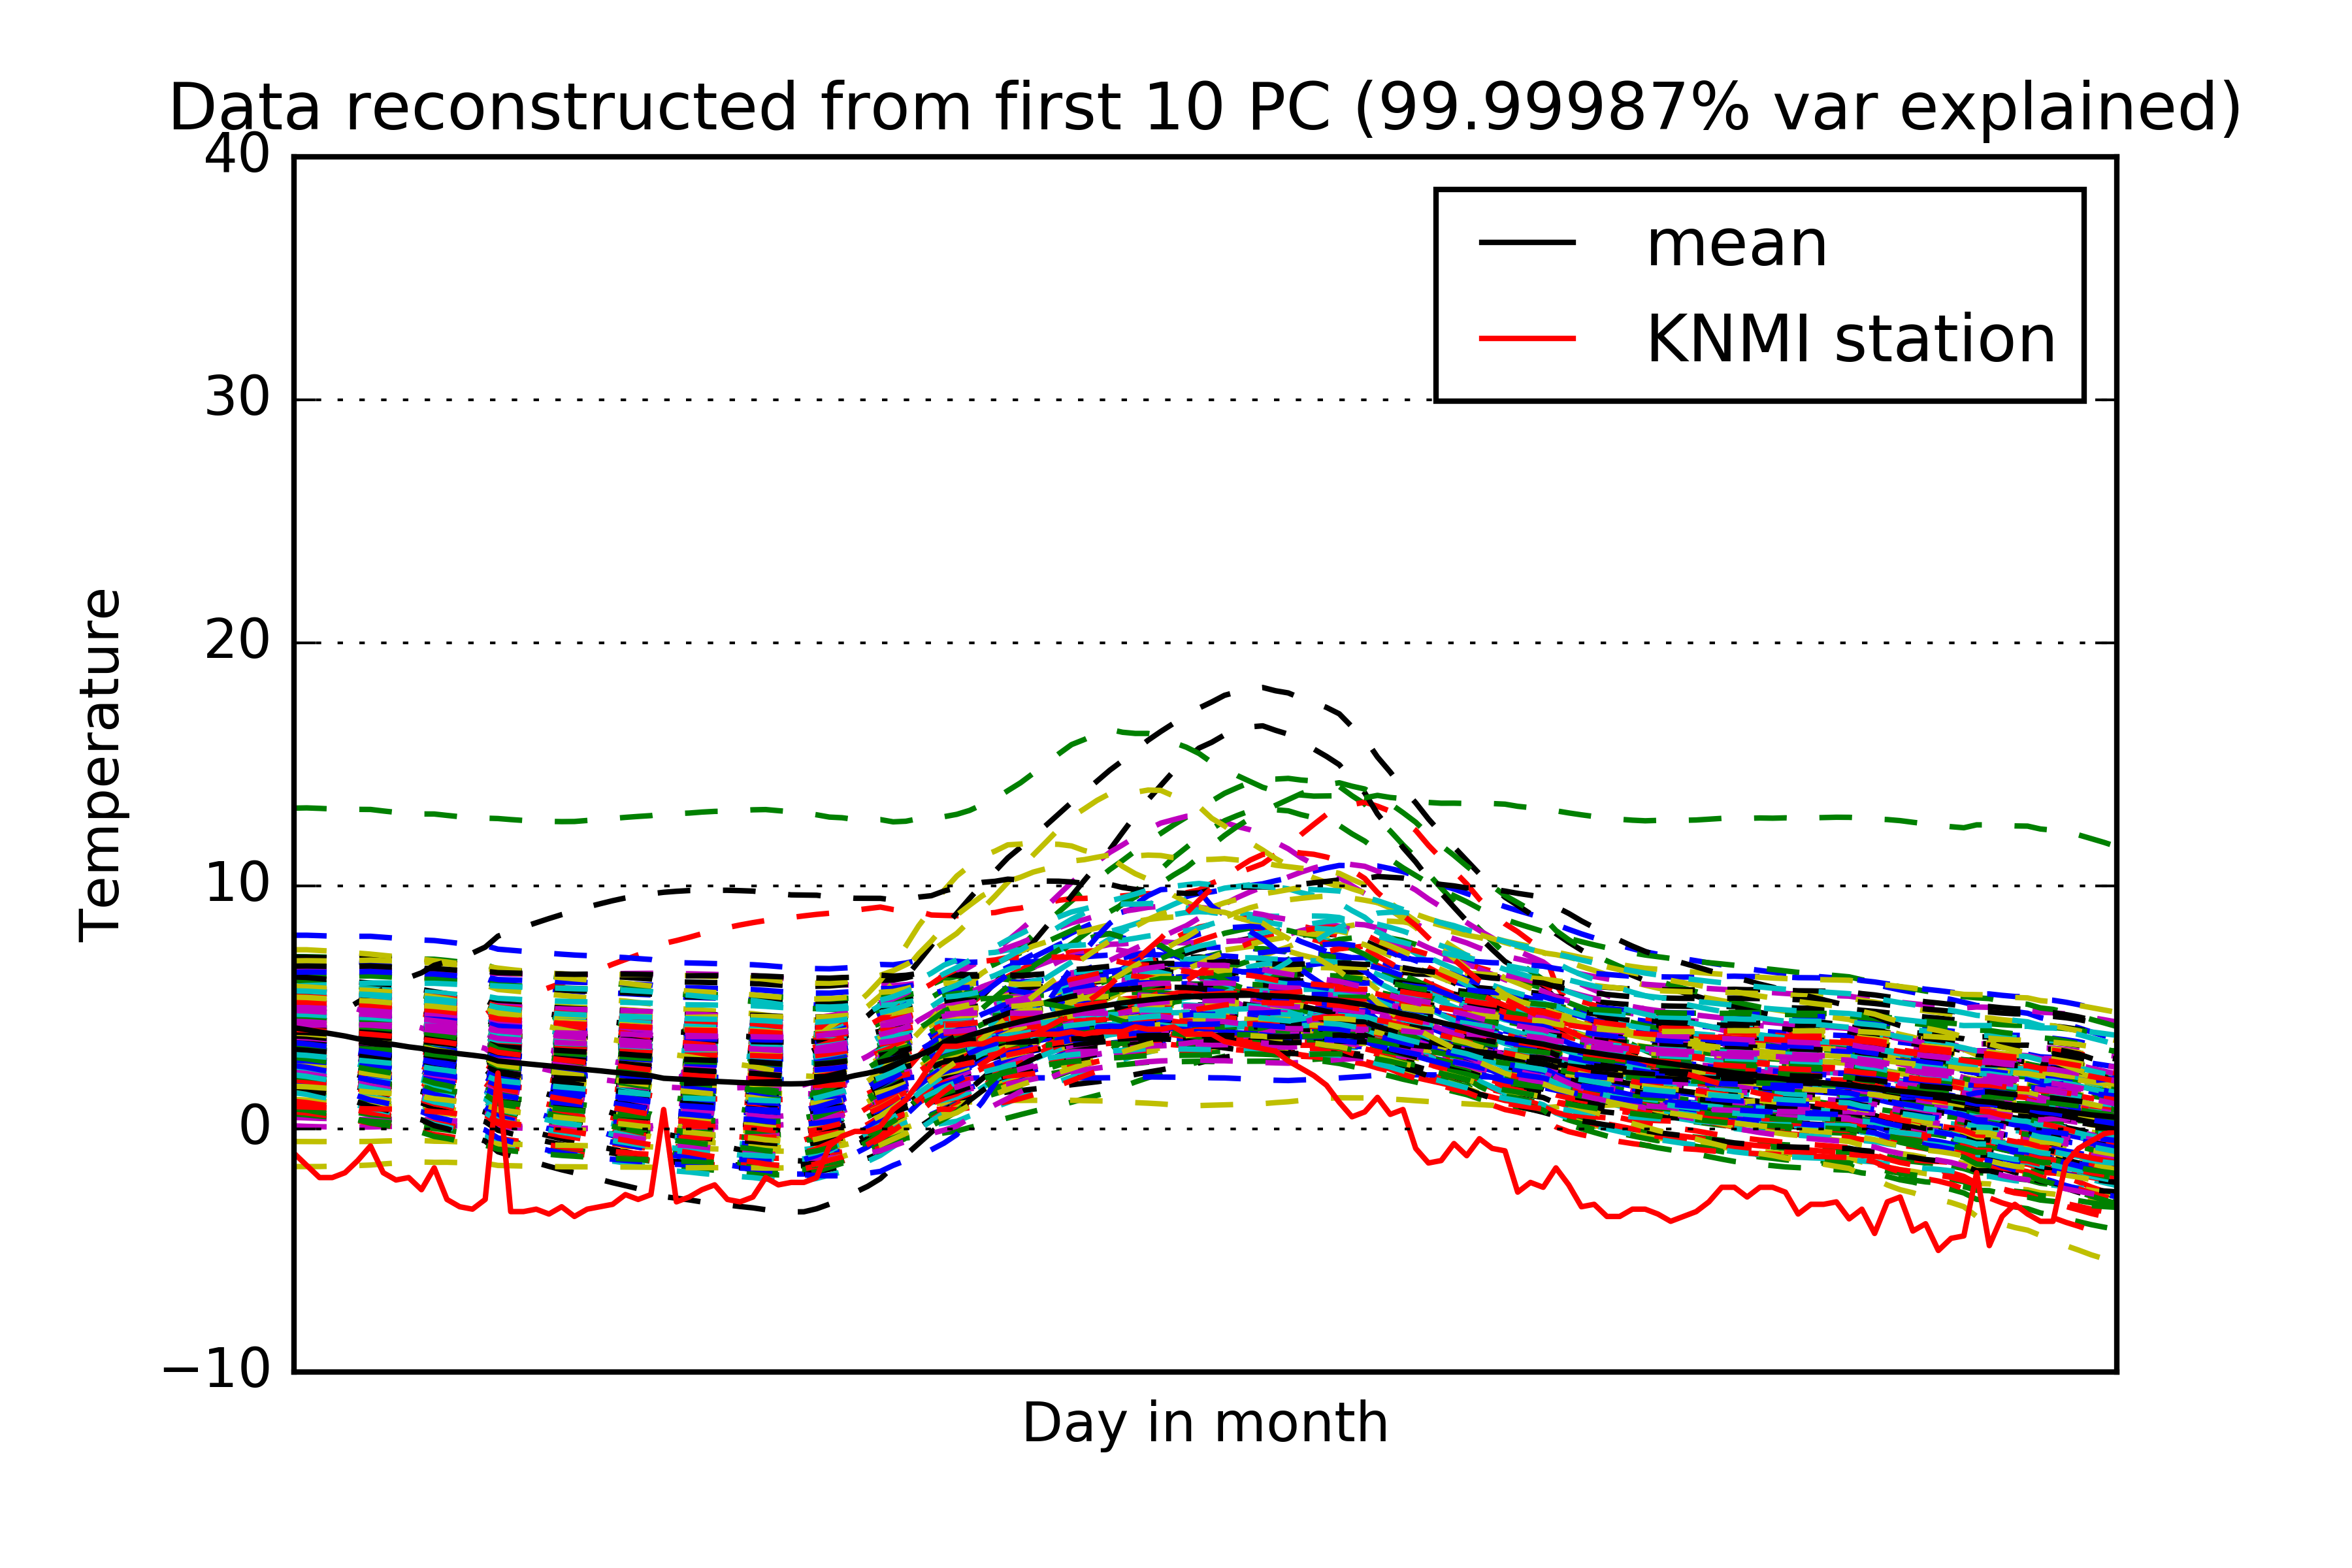 Data reconstructed from first 10 PC (99.99987% var explained)
40
30
20
10
0
−10
Temperature
Day in month
mean
KNMI station